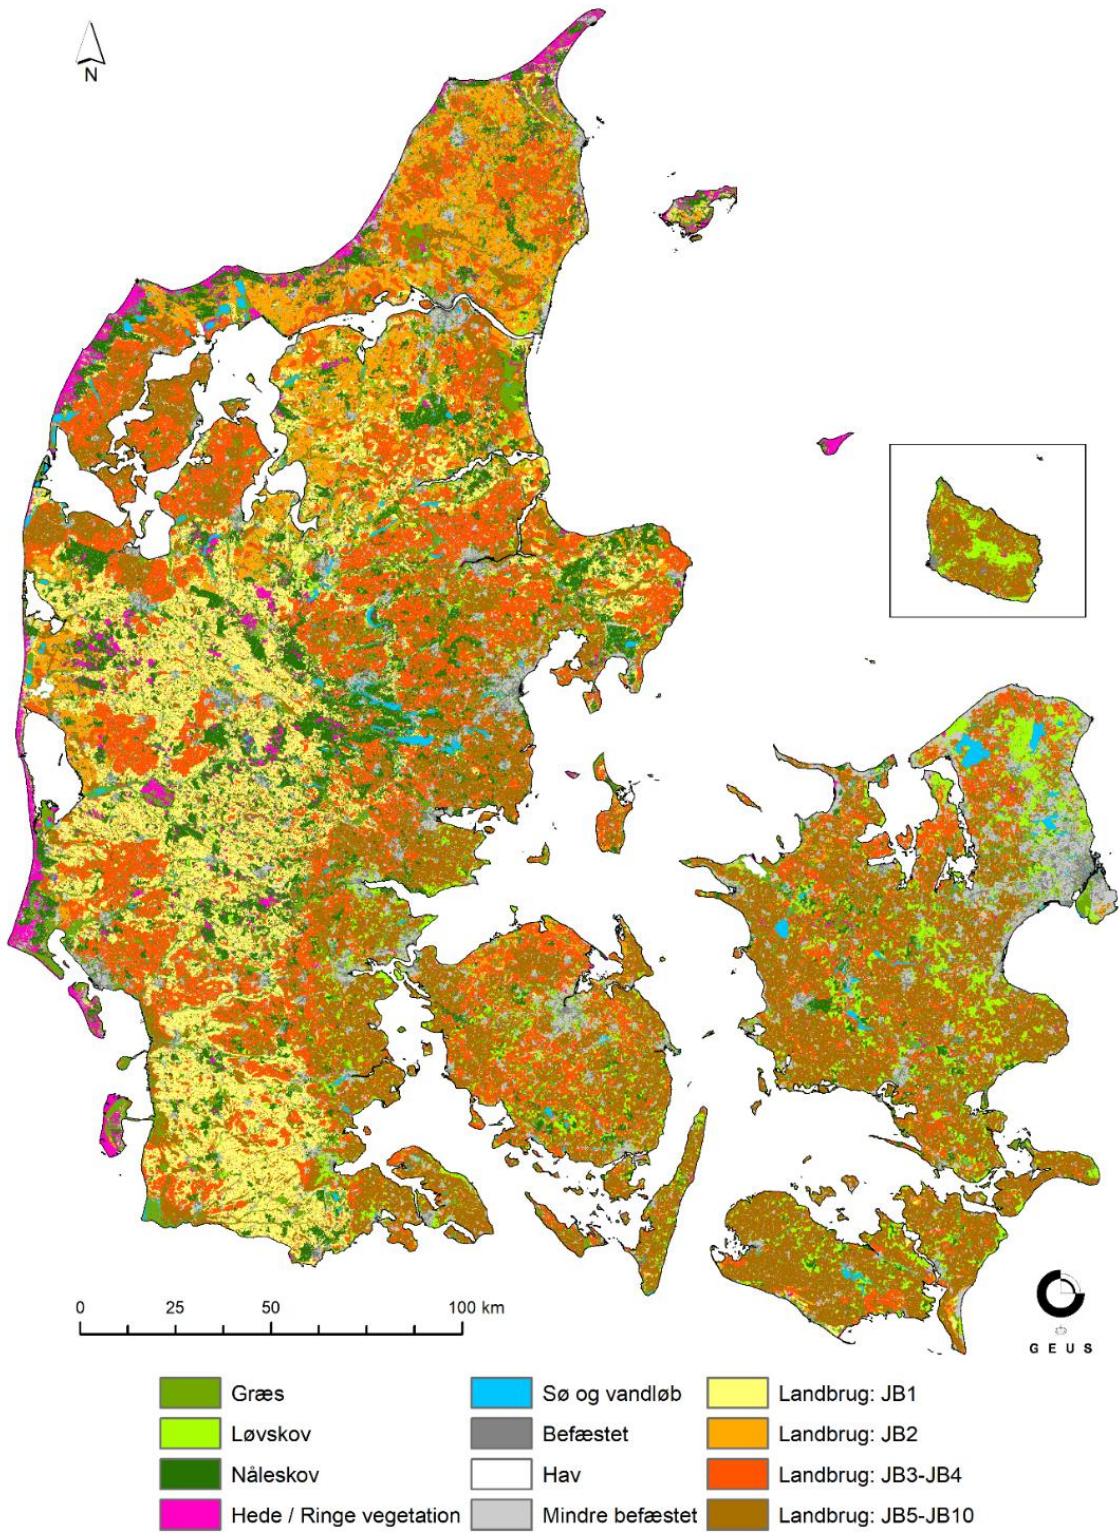 N
0 25 50 100 km
G E U S
Græs
Løvskov
Nåleskov
Hede / Ringe vegetation
Sø og vandløb
Befæstet
Hav
Mindre befæstet
Landbrug: JB1
Landbrug: JB2
Landbrug: JB3-JB4
Landbrug: JB5-JB10